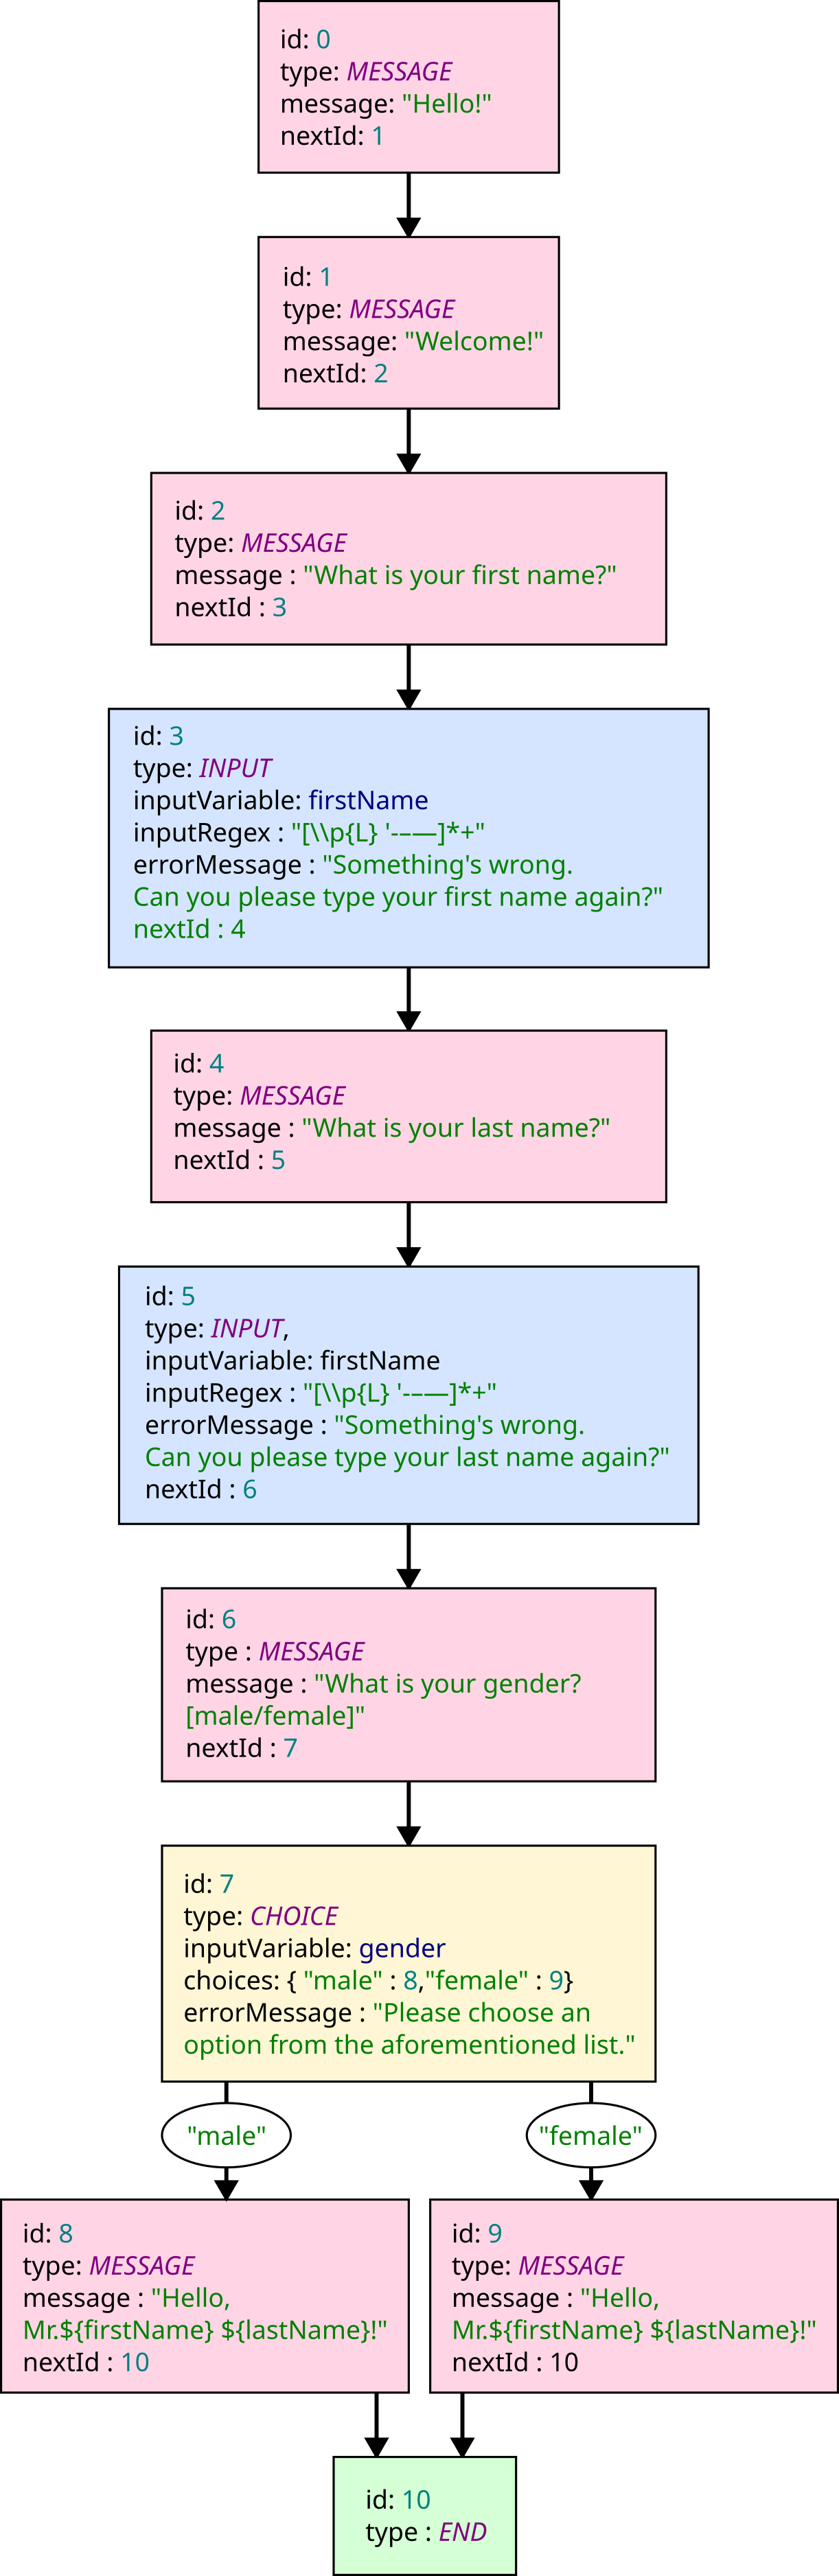 id: 0
type: MESSAGE
message: "Hello!"
nextId: 1
id: 1
type: MESSAGE
message: "Welcome!"
nextId: 2
id: 2
type: MESSAGE
message : "What is your first name?"
nextId : 3
id: 3
type: INPUT
inputVariable: firstName
inputRegex : "[\\p{L} '-–—]*+"
errorMessage : "Something's wrong.
Can you please type your first name again?"
nextId : 4
id: 4
type: MESSAGE
message : "What is your last name?"
nextId : 5
id: 5
type: INPUT,
inputVariable: firstName
inputRegex : "[\\p{L} '-–—]*+"
errorMessage : "Something's wrong.
Can you please type your last name again?"
nextId : 6
id: 6
type : MESSAGE
message : "What is your gender?
[male/female]"
nextId : 7
id: 7
type: CHOICE
inputVariable: gender
choices: { "male" : 8,"female" : 9}
errorMessage : "Please choose an
option from the aforementioned list."
"male"
"female"
id: 8
type: MESSAGE
message : "Hello,
Mr.${firstName} ${lastName}!"
nextId : 10
id: 9
type: MESSAGE
message : "Hello,
Mr.${firstName} ${lastName}!"
nextId : 10
id: 10
type : END